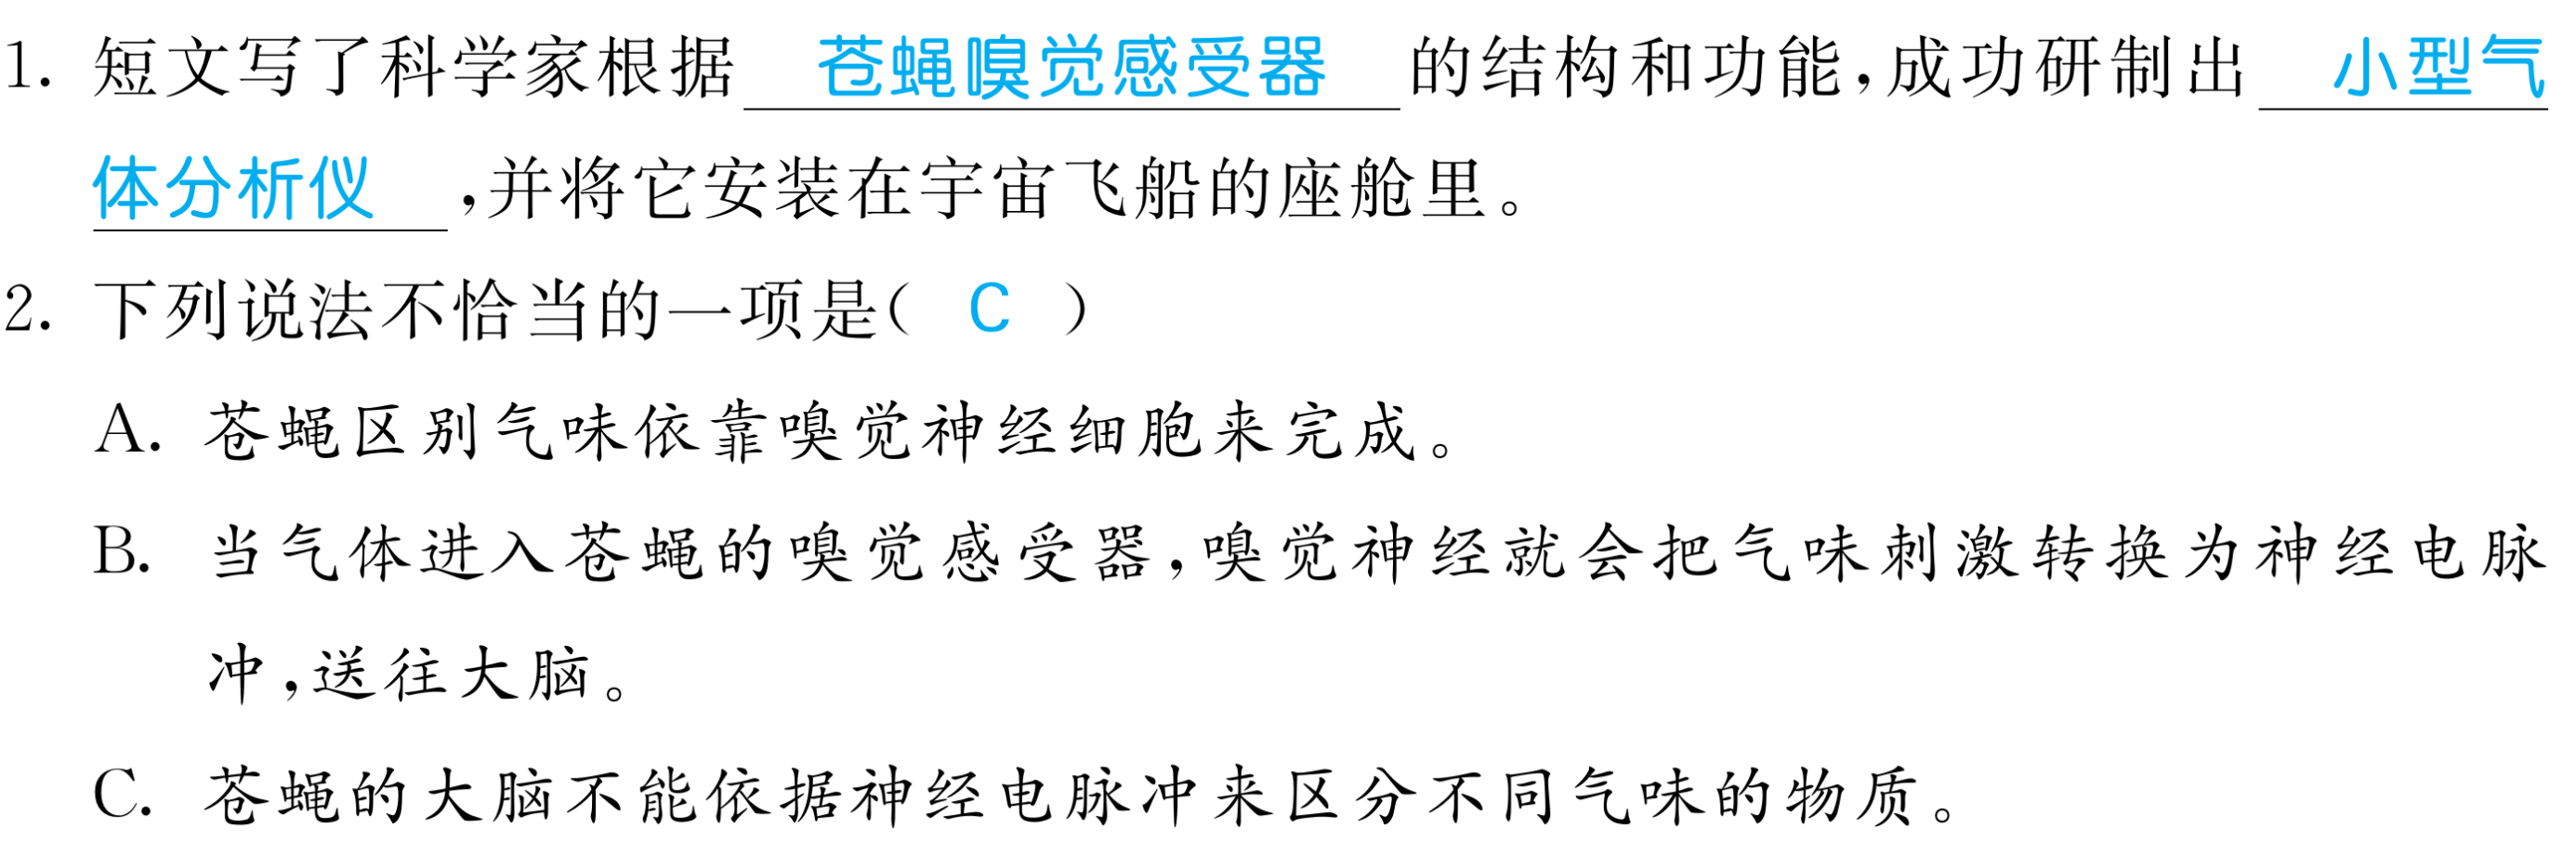 1. 短文写了科学家根据 苍蝇嗅觉感受器 的结构和功能,成功研制出 小型气
体分析仪 ,并将它安装在宇宙飞船的座舱里。
2. 下列说法不恰当的一项是( C )
A. 苍蝇区别气味依靠嗅觉神经细胞来完成。
B. 当气体进入苍蝇的嗅觉感受器,嗅觉神经就会把气味刺激转换为神经电脉
冲,送往大脑。
C. 苍蝇的大脑不能依据神经电脉冲来区分不同气味的物质。